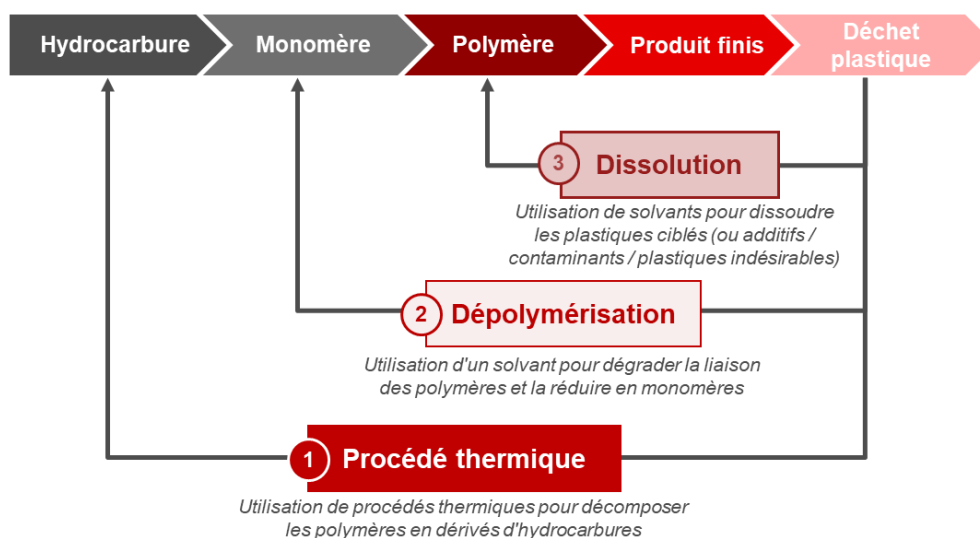 Hydrocarbure
Monomère
Polymère
Produit finis
Déchet
plastique
3
Dissolution
Utilisation de solvants pour dissoudre
les plastiques ciblés (ou additifs /
contaminants / plastiques indésirables)
2
Dépolymérisation
Utilisation d'un solvant pour dégrader la liaison
des polymères et la réduire en monomères
1
Procédé thermique
Utilisation de procédés thermiques pour décomposer
les polymères en dérivés d'hydrocarbures